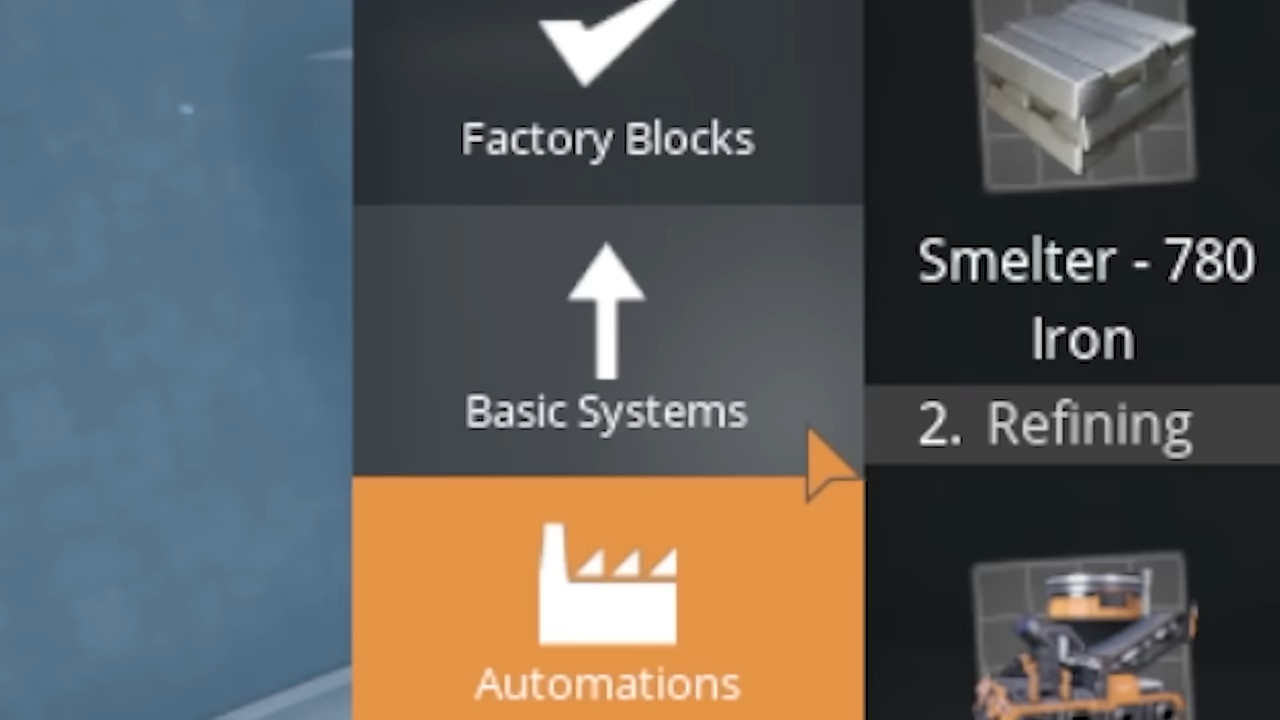 Factory Blocks
Basic Systems
Automations
Smelter - 780
Iron
2. Refining